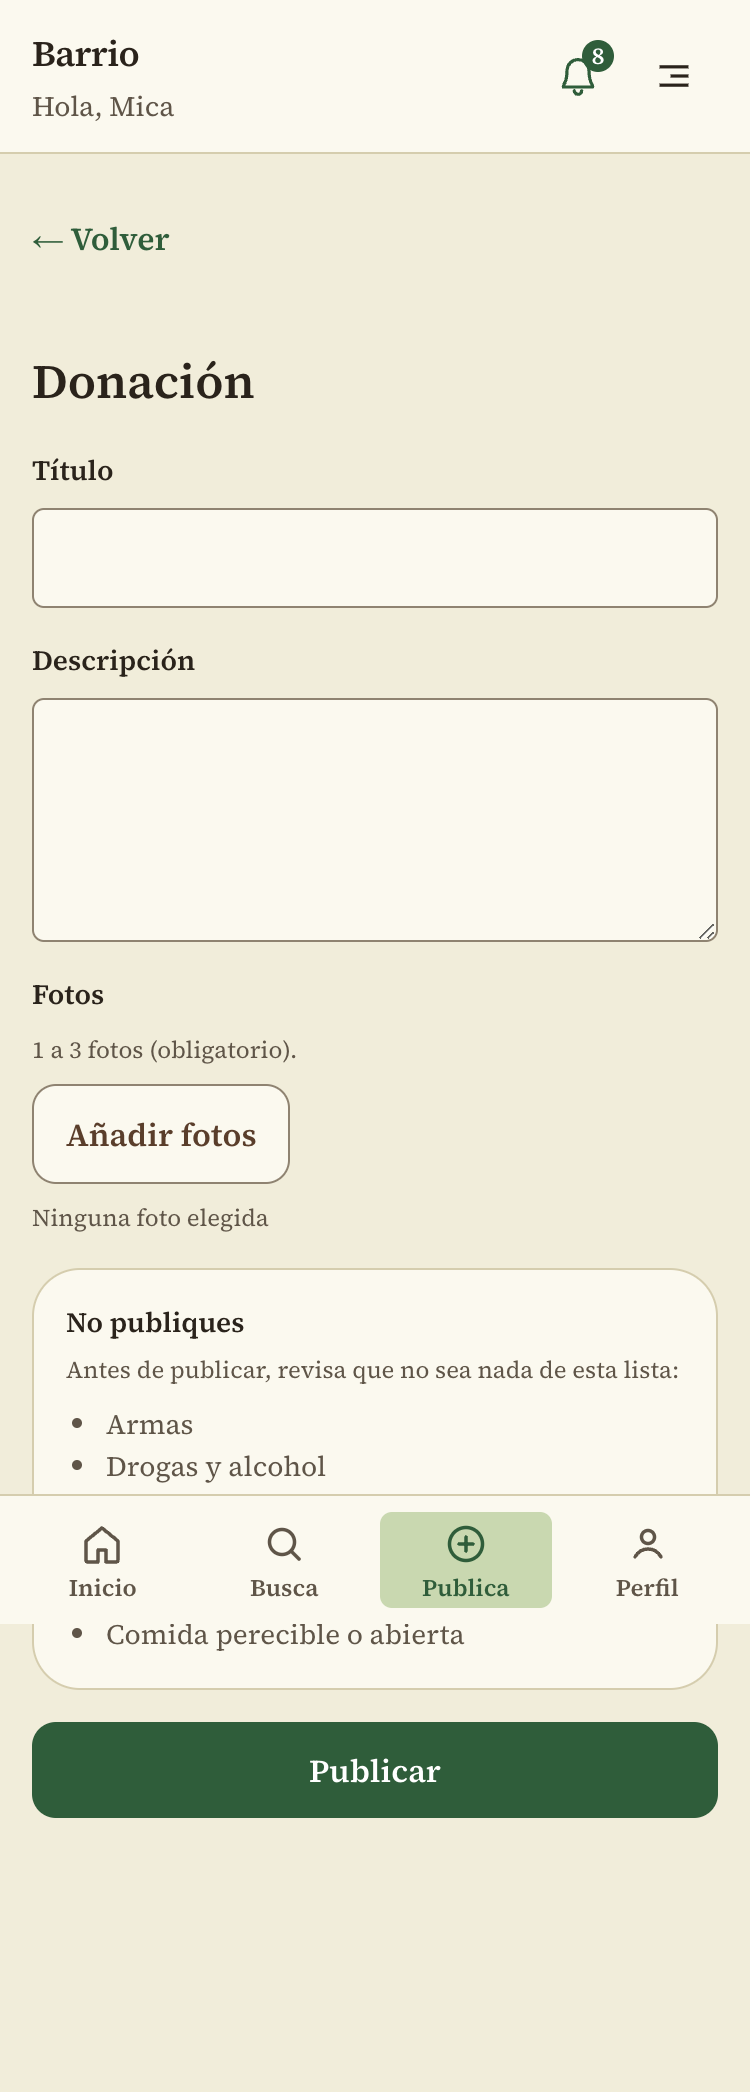 Barrio
Hola, Mica
8
← Volver
Donación
Título
Descripción
Fotos
1 a 3 fotos (obligatorio).
Añadir fotos
Ninguna foto elegida
No publiques
Antes de publicar, revisa que no sea nada de esta lista:
• Armas
• Drogas y alcohol
Inicio
Busca
Publica
Perfil
• Comida perecible o abierta
Publicar